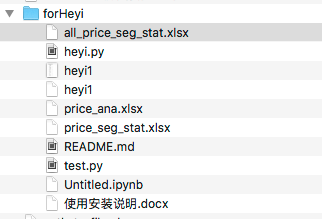 forHeyi
all_price_seg_stat.xlsx
heyi.py
heyi1
heyi1
price_ana.xlsx
price_seg_stat.xlsx
README.md
test.py
Untitled.ipynb
使用安装说明.docx